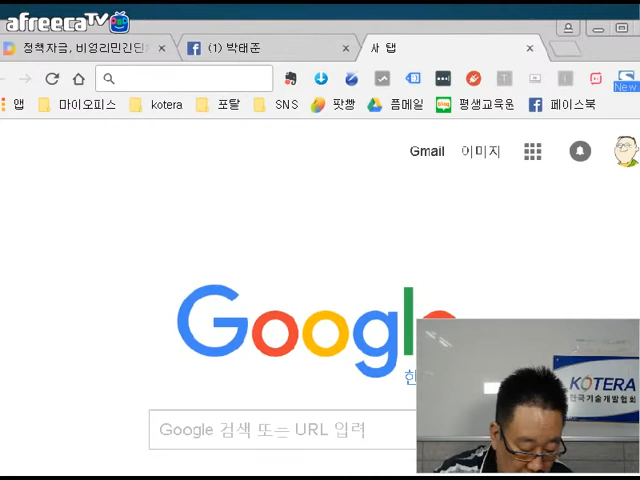 afreecaTV
정책자금, 비영리민간단
(1) 박태준
사 탭
New
앱 마이오피스 kotera 포탈 SNS 팟빵 플메일 평생교육원 페이스북
Gmail 이미지
Google
한
Google 검색 또는 URL 입력
KOTERA
한국기술개발협회